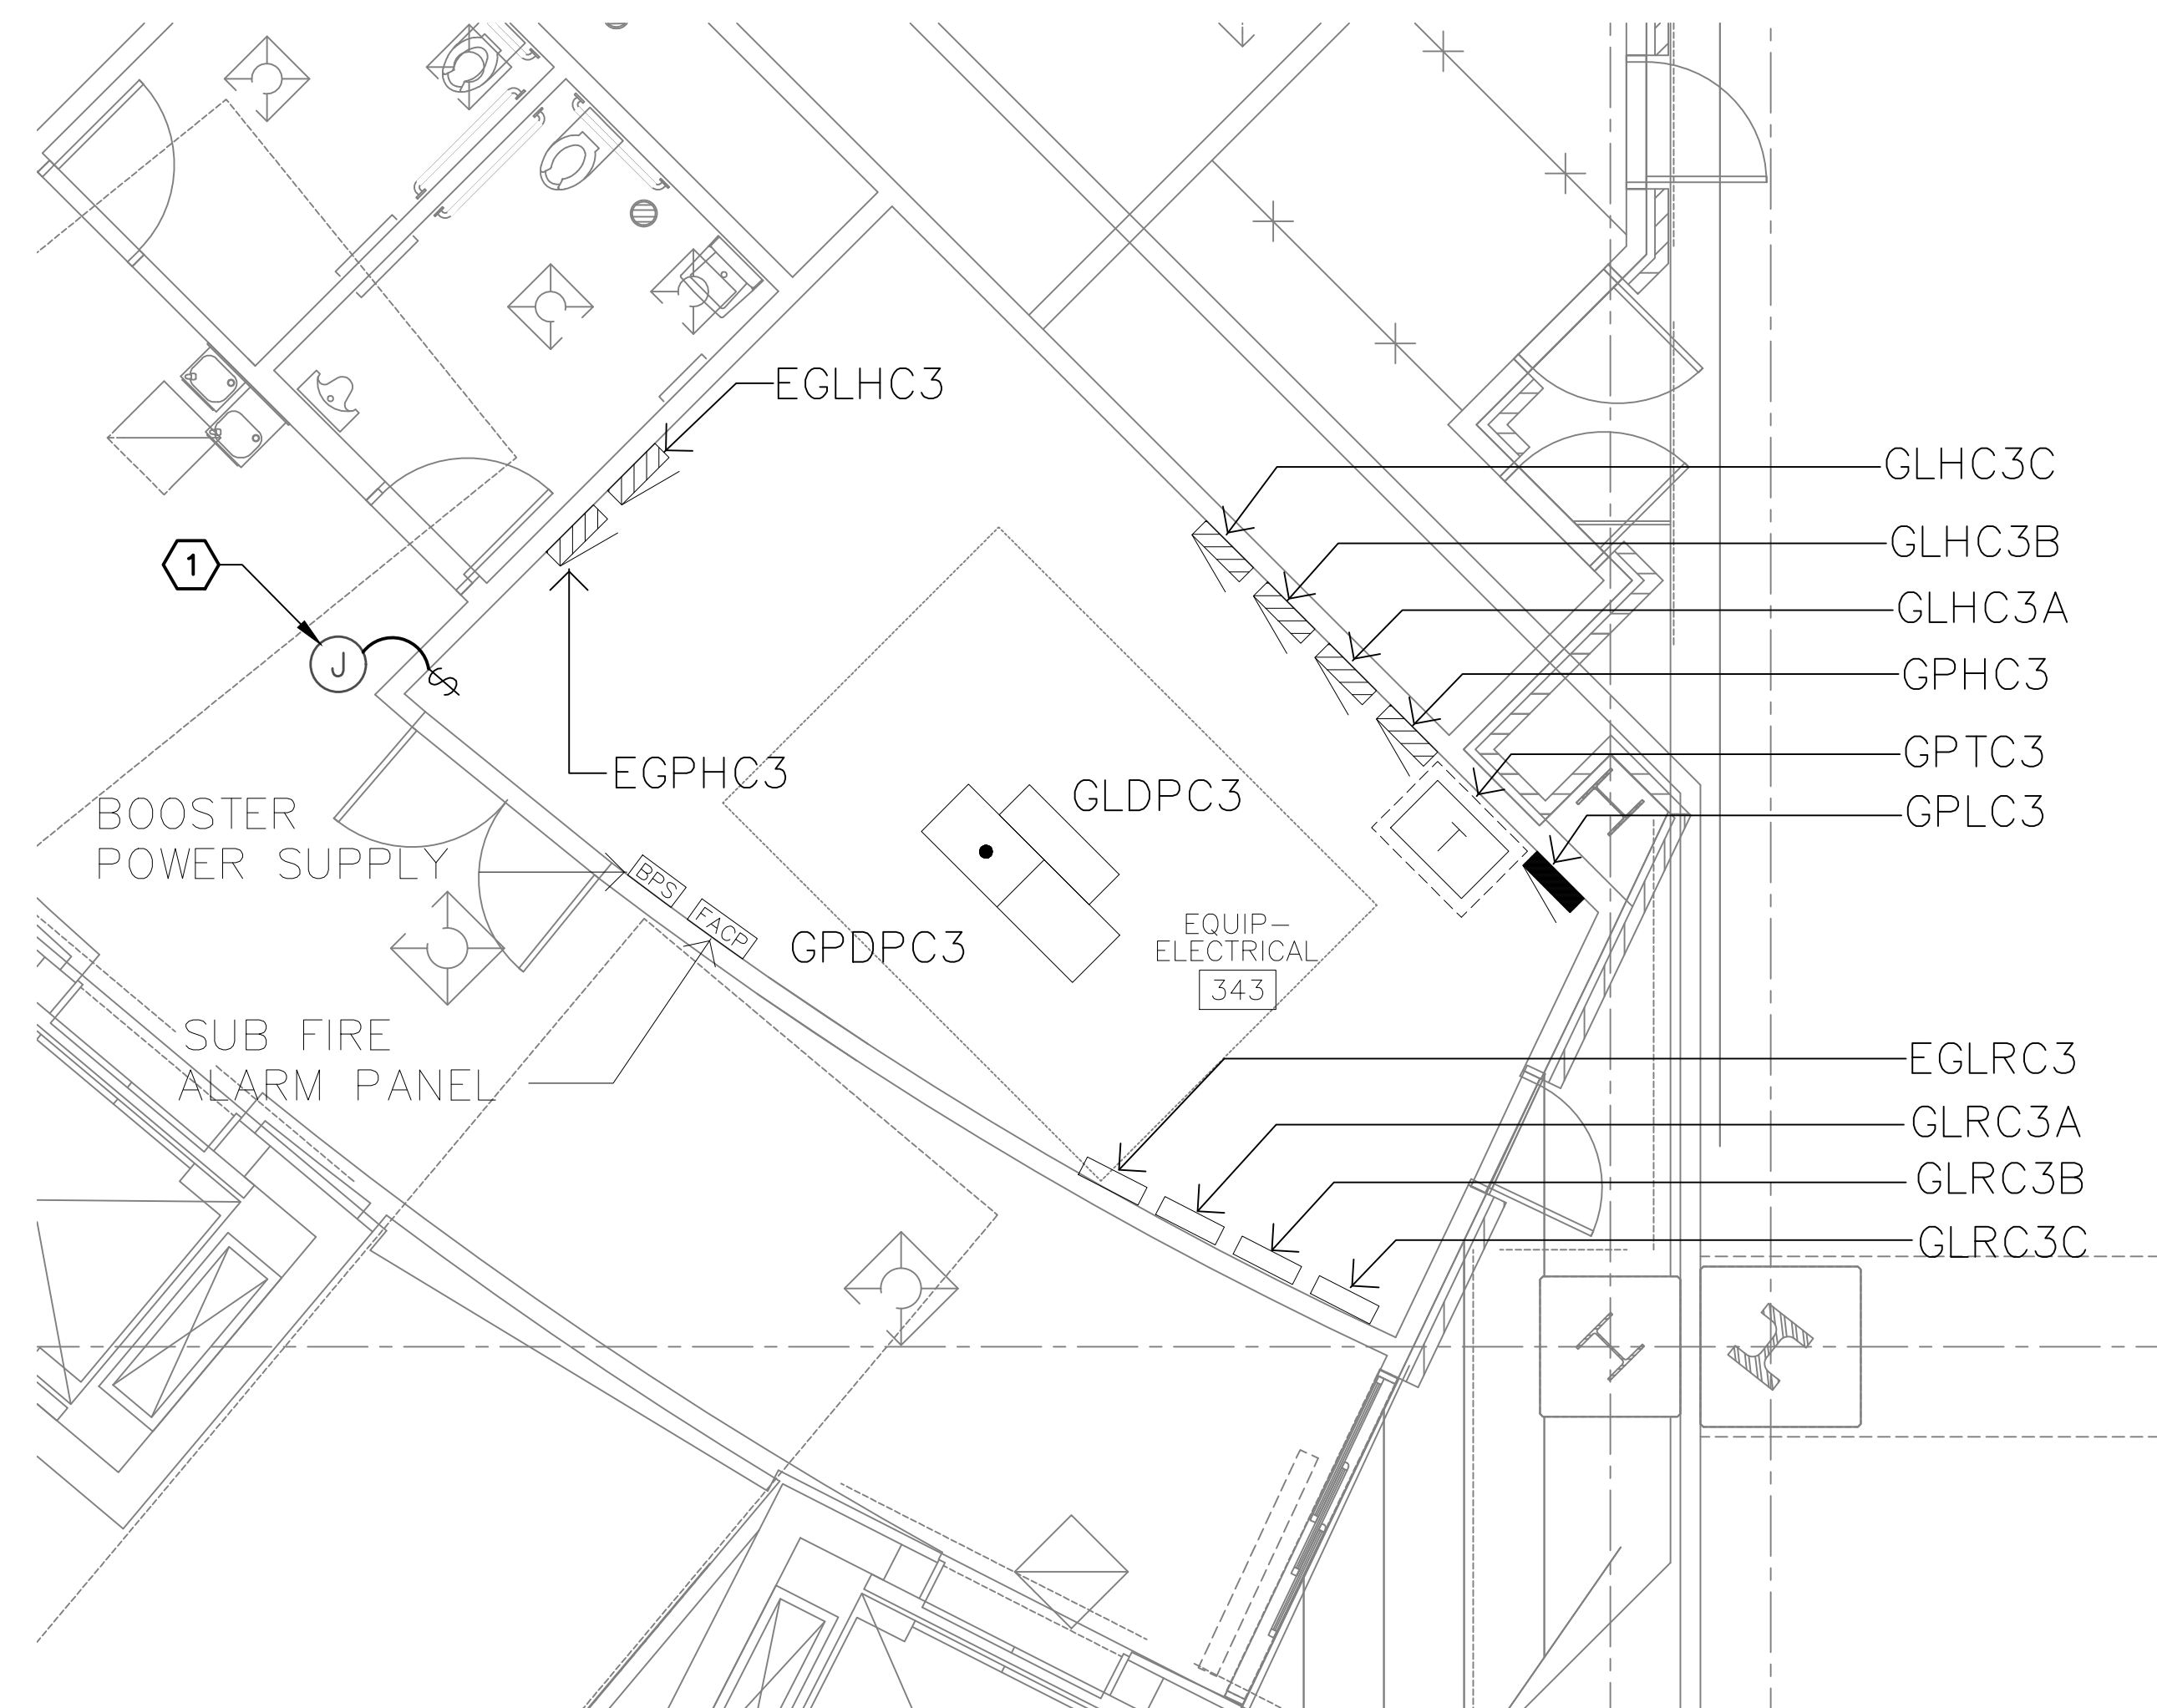 EGLHC3
GLHC3C
GLHC3B
1
GLHC3A
J
$
GPHC3
GPTC3
EGPHC3
GLDPC3
GPLC3
BOOSTER
POWER SUPPLY
T
BPS
FACP
GPDPC3
EQUIP-
ELECTRICAL
343
SUB FIRE
ALARM PANEL
EGLRC3
GLRC3A
GLRC3B
GLRC3C